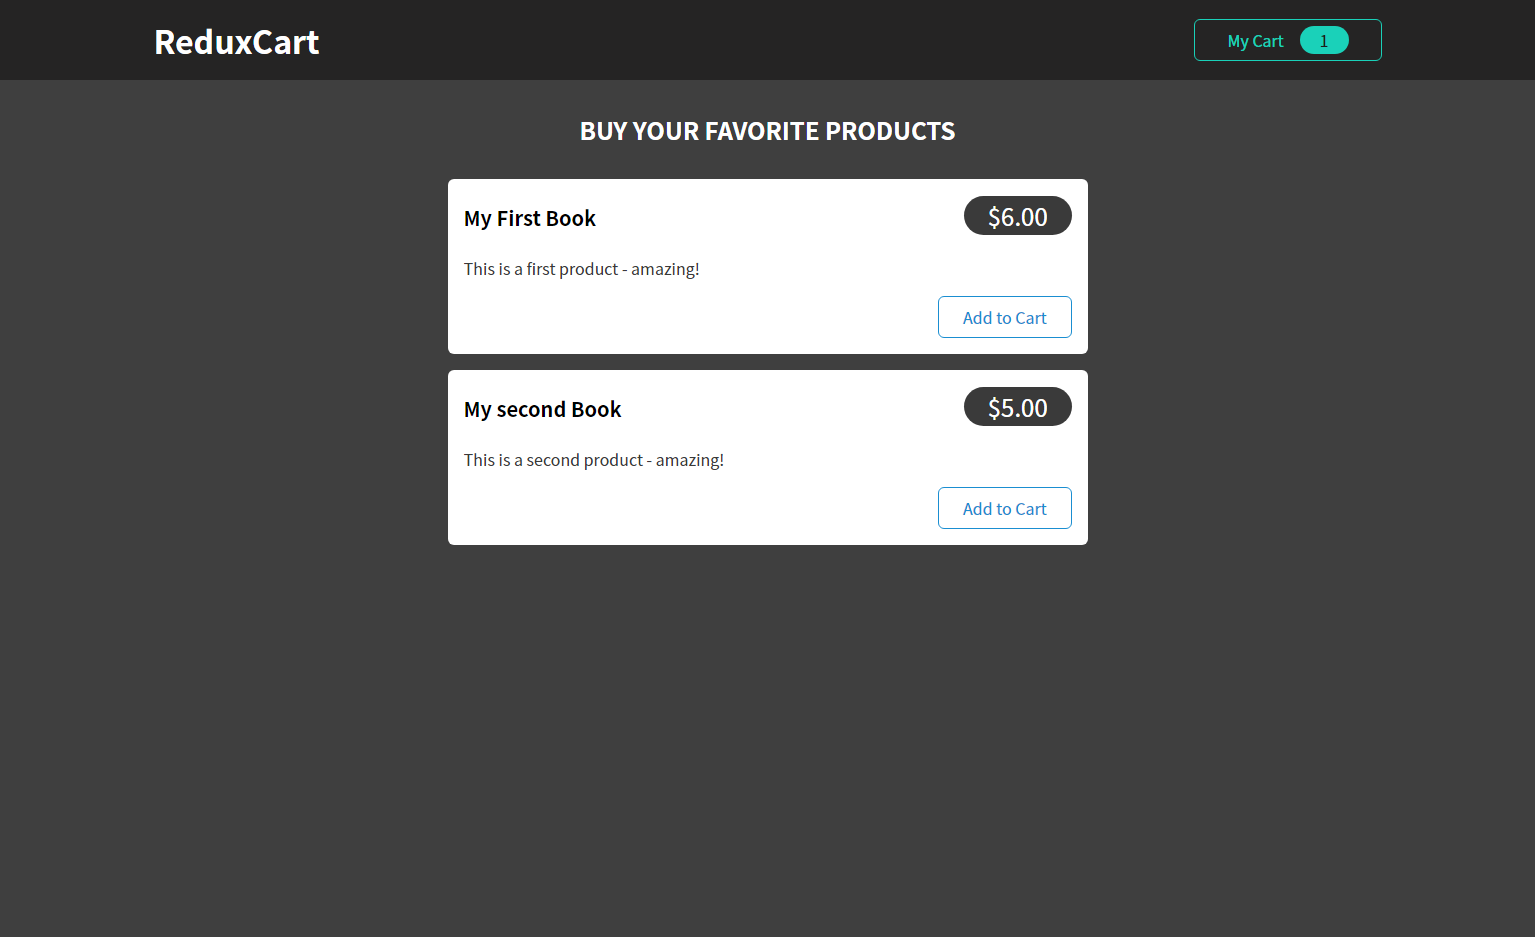 ReduxCart
My Cart 1
BUY YOUR FAVORITE PRODUCTS
My First Book
$6.00
This is a first product - amazing!
Add to Cart
My second Book
$5.00
This is a second product - amazing!
Add to Cart